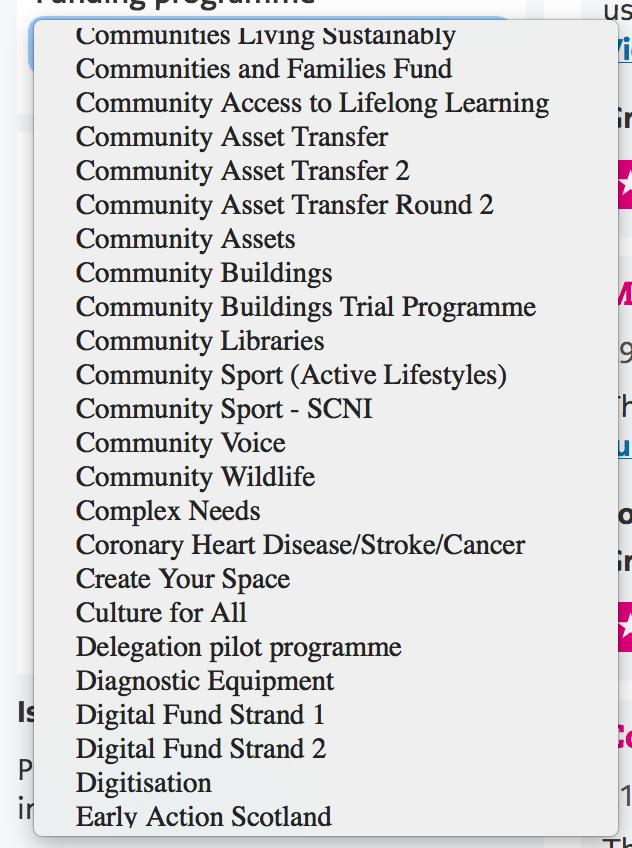 Funding programme
Communities Living Sustainably
Communities and Families Fund
Community Access to Lifelong Learning
Community Asset Transfer
Community Asset Transfer 2
Community Asset Transfer Round 2
Community Assets
Community Buildings
Community Buildings Trial Programme
Community Libraries
Community Sport (Active Lifestyles)
Community Sport - SCNI
Community Voice
Community Wildlife
Complex Needs
Coronary Heart Disease/Stroke/Cancer
Create Your Space
Culture for All
Delegation pilot programme
Diagnostic Equipment
Digital Fund Strand 1
Digital Fund Strand 2
Digitisation
Early Action Scotland